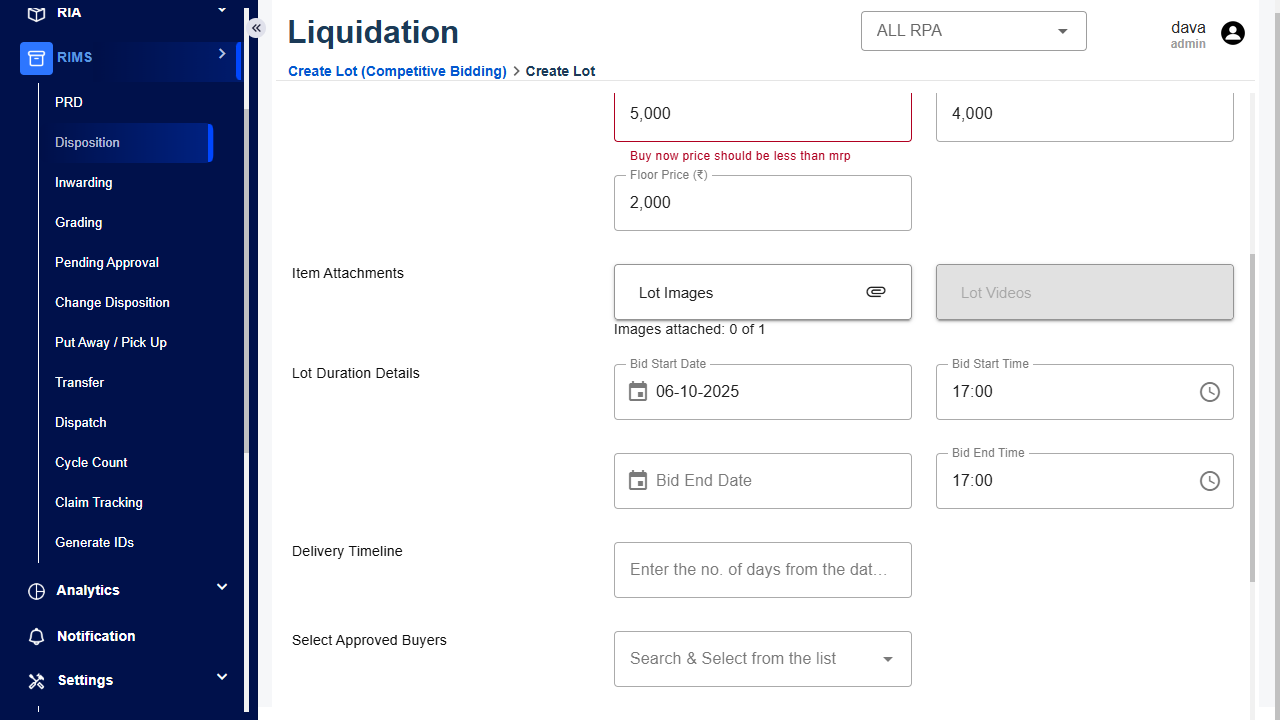 RIA
RIMS
PRD
Disposition
Inwarding
Grading
Pending Approval
Change Disposition
Put Away / Pick Up
Transfer
Dispatch
Cycle Count
Claim Tracking
Generate IDs
Analytics
Notification
Settings
Liquidation
ALL RPA
dava
admin
Create Lot (Competitive Bidding) > Create Lot
5,000
4,000
Buy now price should be less than mrp
Floor Price (₹)
2,000
Item Attachments
Lot Images
Lot Videos
Images attached: 0 of 1
Lot Duration Details
Bid Start Date
06-10-2025
Bid Start Time
17:00
Bid End Date
Bid End Time
17:00
Delivery Timeline
Enter the no. of days from the dat...
Select Approved Buyers
Search & Select from the list